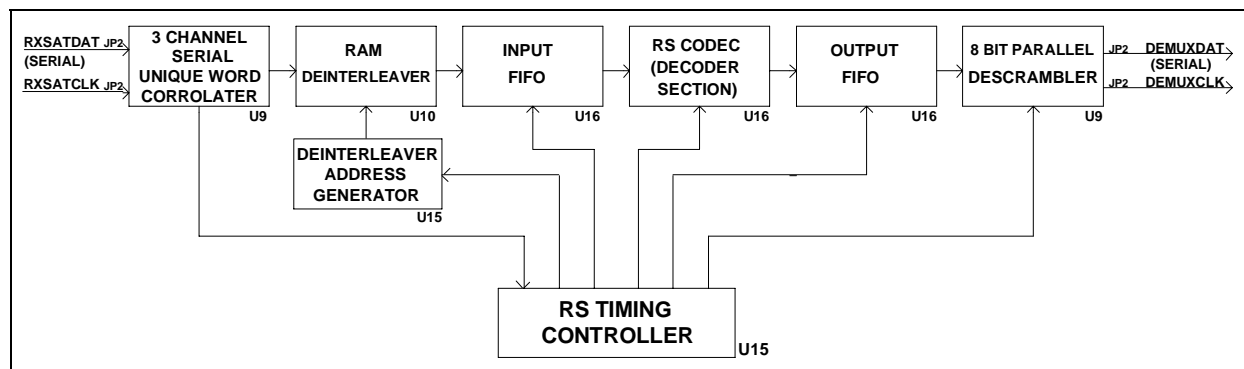 RXSATDAT JP2
(SERIAL)
RXSATCLK JP2
3 CHANNEL
SERIAL
UNIQUE WORD
CORROLATER
U9
RAM
DEINTERLEAVER
U10
INPUT
FIFO
U16
RS CODEC
(DECODER
SECTION)
U16
OUTPUT
FIFO
U16
8 BIT PARALLEL
DESCRAMBLER
U9
JP2 DEMUXDAT
(SERIAL)
JP2 DEMUXCLK
DEINTERLEAVER
ADDRESS
GENERATOR
U15
RS TIMING
CONTROLLER
U15